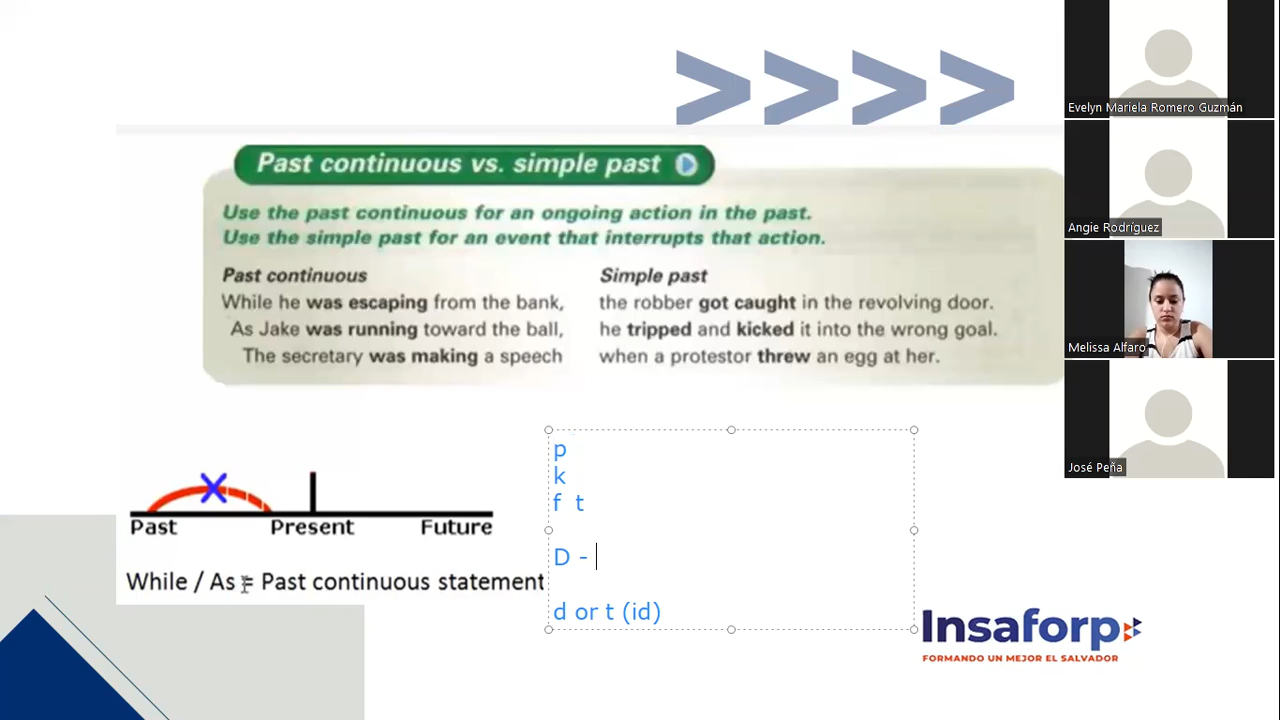 >>>>
Past continuous vs. simple past
Use the past continuous for an ongoing action in the past.
Use the simple past for an event that interrupts that action.
Past continuous
While he was escaping from the bank,
As Jake was running toward the ball,
The secretary was making a speech
Simple past
the robber got caught in the revolving door.
he tripped and kicked it into the wrong goal.
when a protestor threw an egg at her.
Past Present Future
While / As = Past continuous statement
p
k
f t
D -
d or t (id)
Insaforp
FORMANDO UN MEJOR EL SALVADOR
Evelyn Mariela Romero Guzmán
Angie Rodríguez
Melissa Alfaro
José Peña